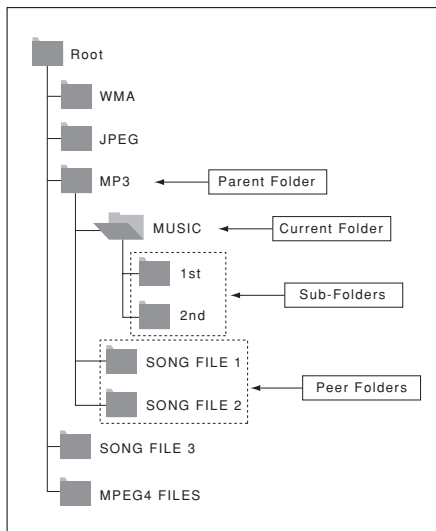 Root
WMA
JPEG
MP3
Parent Folder
MUSIC
Current Folder
1st
Sub-Folders
2nd
SONG FILE 1
Peer Folders
SONG FILE 2
SONG FILE 3
MPEG4 FILES